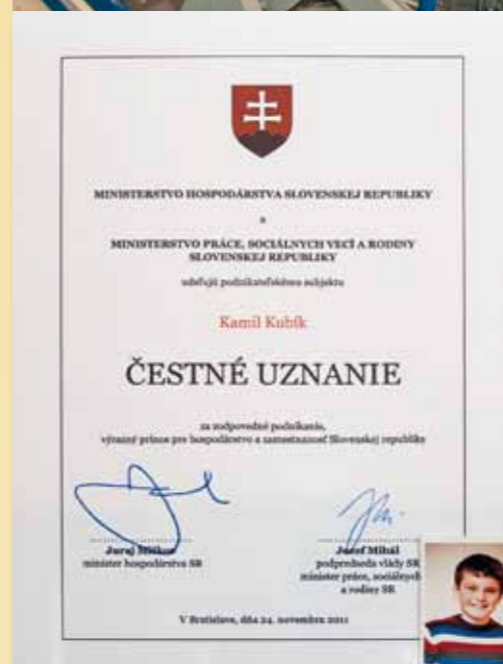 MINISTERSTVO HOSPODÁRSTVA SLOVENSKEJ REPUBLIKY
a
MINISTERSTVO PRÁCE, SOCIÁLNYCH VECÍ A RODINY
SLOVENSKEJ REPUBLIKY
udeľujú podnikateľskému subjektu
Kamil Kubík
ČESTNÉ UZNANIE
za zodpovedné podnikanie,
výrazný prínos pre hospodárstvo a zamestnanosť Slovenskej republiky
Juraj Miškov
minister hospodárstva SR
Jozef Mihál
podpredseda vlády SR
minister práce, sociálnych
a rodiny SR
V Bratislave, dňa 24. novembra 2011